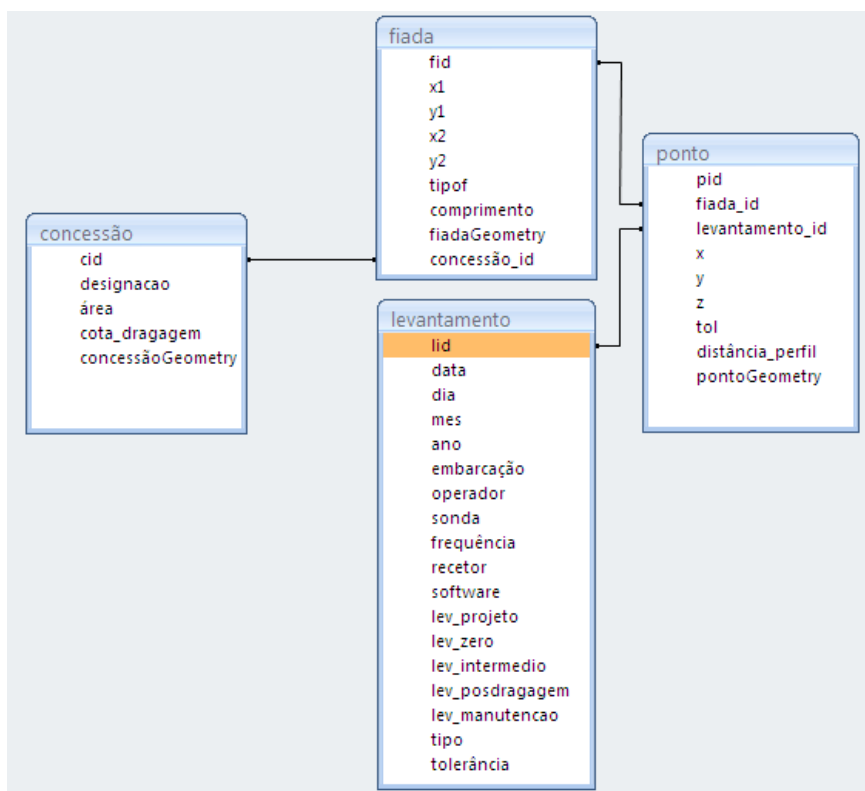 fiada
fid
x1
y1
x2
y2
tipof
comprimento
fiadaGeometry
concessão_id
ponto
pid
fiada_id
levantamento_id
x
y
z
tol
distância_perfil
pontoGeometry
concessão
cid
designacao
área
cota_dragagem
concessãoGeometry
levantamento
lid
data
dia
mes
ano
embarcação
operador
sonda
frequência
recetor
software
lev_projeto
lev_zero
lev_intermedio
lev_posdragagem
lev_manutencao
tipo
tolerância